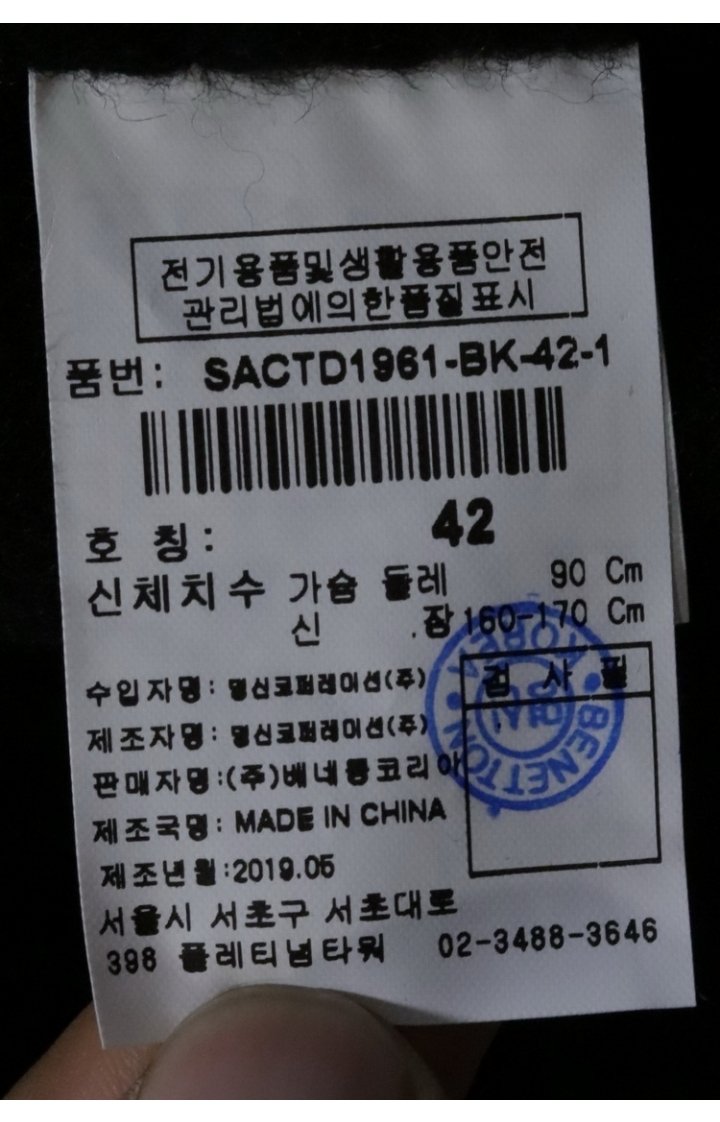 전기용품및생활용품안전
관리법에의한품질표시
품번: SACTD1961-BK-42-1
호 칭: 42
신체치수 가슴 둘레 90 Cm
신 장 160-170 Cm
검 사 필
수입자명: 명신코퍼레이션(주)
제조자명: 명신코퍼레이션(주)
판매자명:(주)베네통코리아
제조국명: MADE IN CHINA
제조년월:2019.05
서울시 서초구 서초대로
398 플레티넘타워 02-3488-3646
BENETTON KOREA